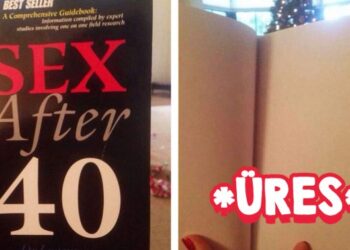 BEST SELLER
A Comprehensive Guidebook:
Information compiled by expert
studies involving one on one field research
SEX
After
40
*ÜRES*